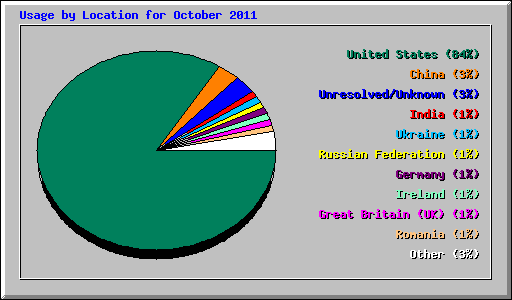 Usage by Location for October 2011
United States (84%)
China (3%)
Unresolved/Unknown (3%)
India (1%)
Ukraine (1%)
Russian Federation (1%)
Germany (1%)
Ireland (1%)
Great Britain (UK) (1%)
Romania (1%)
Other (3%)